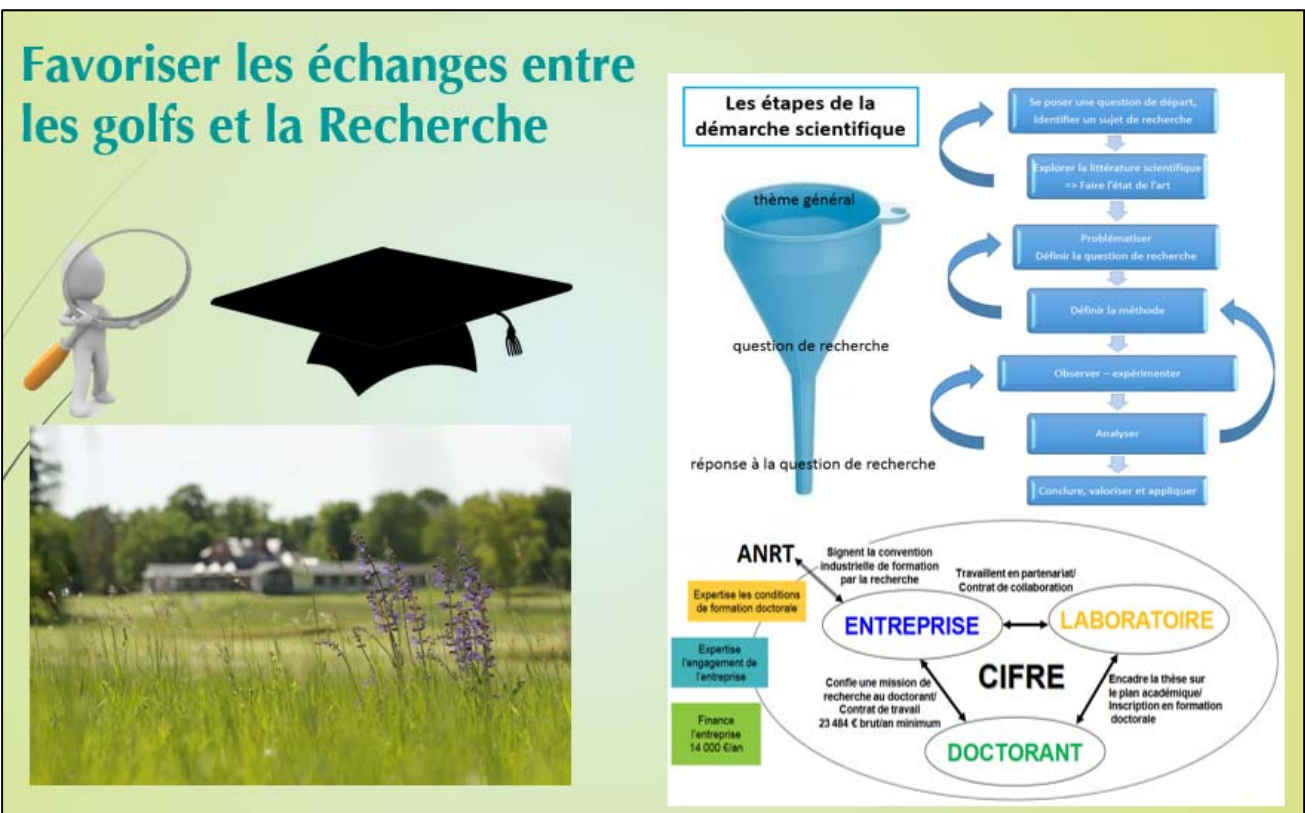 Favoriser les échanges entre
les golfs et la Recherche
Les étapes de la
démarche scientifique
thème général
question de recherche
réponse à la question de recherche
Se poser une question de départ,
Identifier un sujet de recherche
Explorer la littérature scientifique
=> Faire l'état de l'art
Problématiser
Définir la question de recherche
Définir la méthode
Observer – expérimenter
Analyser
Conclure, valoriser et appliquer
ANRT
Expertise les conditions
de formation doctorale
Expertise
l'engagement de
l'entreprise
Finance
l'entreprise
14 000 €/an
Signent la convention
industrielle de formation
par la recherche
Travaillent en partenariat/
Contrat de collaboration
ENTREPRISE
LABORATOIRE
CIFRE
Confie une mission de
recherche au doctorant/
Contrat de travail
23 484 € brut/an minimum
Encadre la thèse sur
le plan académique/
Inscription en formation
doctorale
DOCTORANT